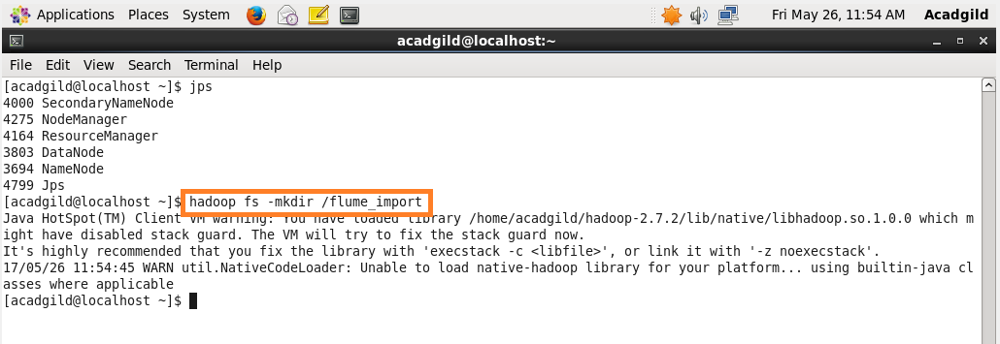 Applications Places System Fri May 26, 11:54 AM Acadgild
acadgild@localhost:~
File Edit View Search Terminal Help
[acadgild@localhost ~]$ jps
4000 SecondaryNameNode
4275 NodeManager
4164 ResourceManager
3803 DataNode
3694 NameNode
4799 Jps
[acadgild@localhost ~]$ hadoop fs -mkdir /flume_import
Java HotSpot(TM) Client VM warning: You have loaded library /home/acadgild/hadoop-2.7.2/lib/native/libhadoop.so.1.0.0 which m
ight have disabled stack guard. The VM will try to fix the stack guard now.
It's highly recommended that you fix the library with 'execstack -c <libfile>', or link it with '-z noexecstack'.
17/05/26 11:54:45 WARN util.NativeCodeLoader: Unable to load native-hadoop library for your platform... using builtin-java cl
asses where applicable
[acadgild@localhost ~]$